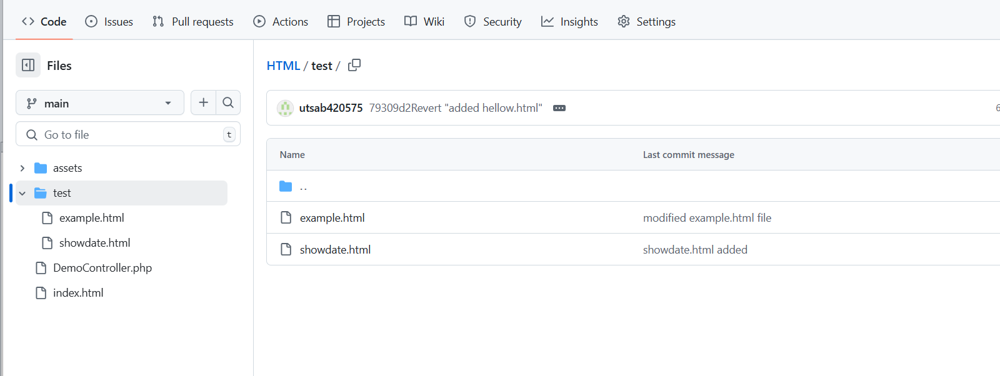 Code Issues Pull requests Actions Projects Wiki Security Insights Settings
Files
main
Go to file t
assets
test
example.html
showdate.html
DemoController.php
index.html
HTML / test /
utsab420575 79309d2Revert "added hellow.html"
Name Last commit message
..
example.html modified example.html file
showdate.html showdate.html added